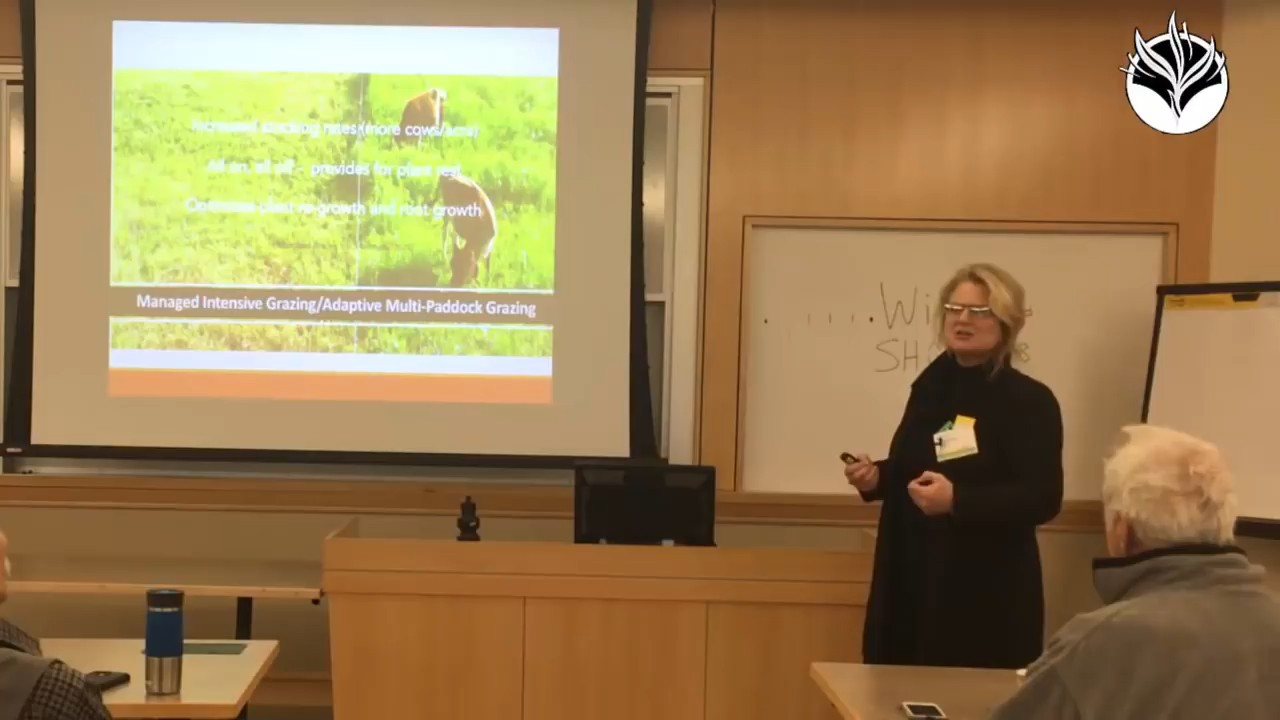 Increased stocking rates (more cows/acre)
All on, all off - provides for plant rest
Optimizes plant re-growth and root growth
Managed Intensive Grazing/Adaptive Multi-Paddock Grazing